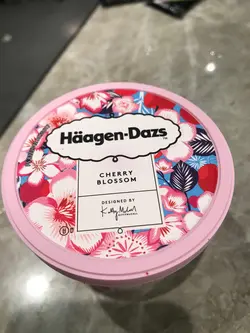 Häagen-Dazs
CHERRY
BLOSSOM
DESIGNED BY